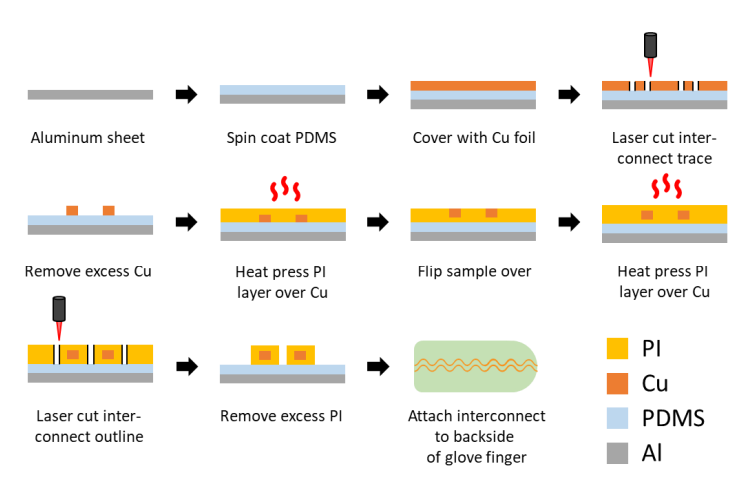 Aluminum sheet
Spin coat PDMS
Cover with Cu foil
Laser cut inter-
connect trace
Remove excess Cu
Heat press PI
layer over Cu
Flip sample over
Heat press PI
layer over Cu
Laser cut inter-
connect outline
Remove excess PI
Attach interconnect
to backside
of glove finger
PI
Cu
PDMS
Al